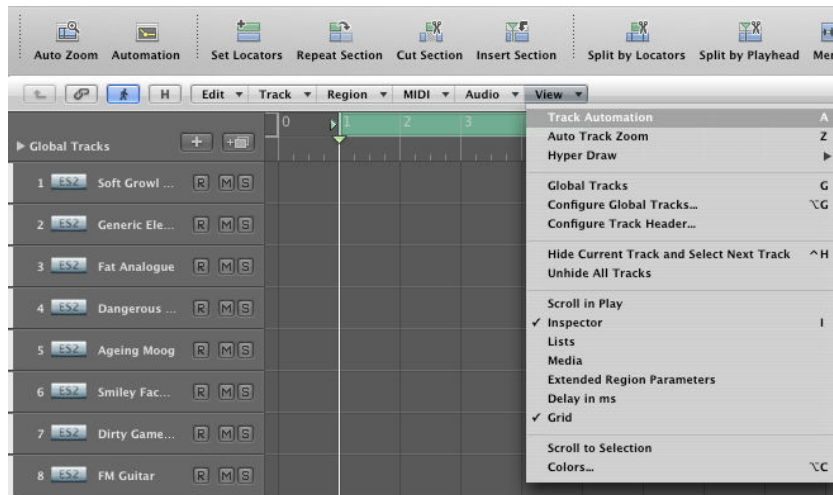 Auto Zoom Automation Set Locators Repeat Section Cut Section Insert Section Split by Locators Split by Playhead
H Edit Track Region MIDI Audio View
Global Tracks
0 1 2 3
1 ES2 Soft Growl ... R M S
2 ES2 Generic Ele... R M S
3 ES2 Fat Analogue R M S
4 ES2 Dangerous ... R M S
5 ES2 Ageing Moog R M S
6 ES2 Smiley Fac... R M S
7 ES2 Dirty Game... R M S
8 ES2 FM Guitar R M S
Track Automation A
Auto Track Zoom Z
Hyper Draw
Global Tracks G
Configure Global Tracks... ⌥G
Configure Track Header...
Hide Current Track and Select Next Track ^H
Unhide All Tracks
Scroll in Play
✓ Inspector I
Lists
Media
Extended Region Parameters
Delay in ms
✓ Grid
Scroll to Selection
Colors... ⌥C